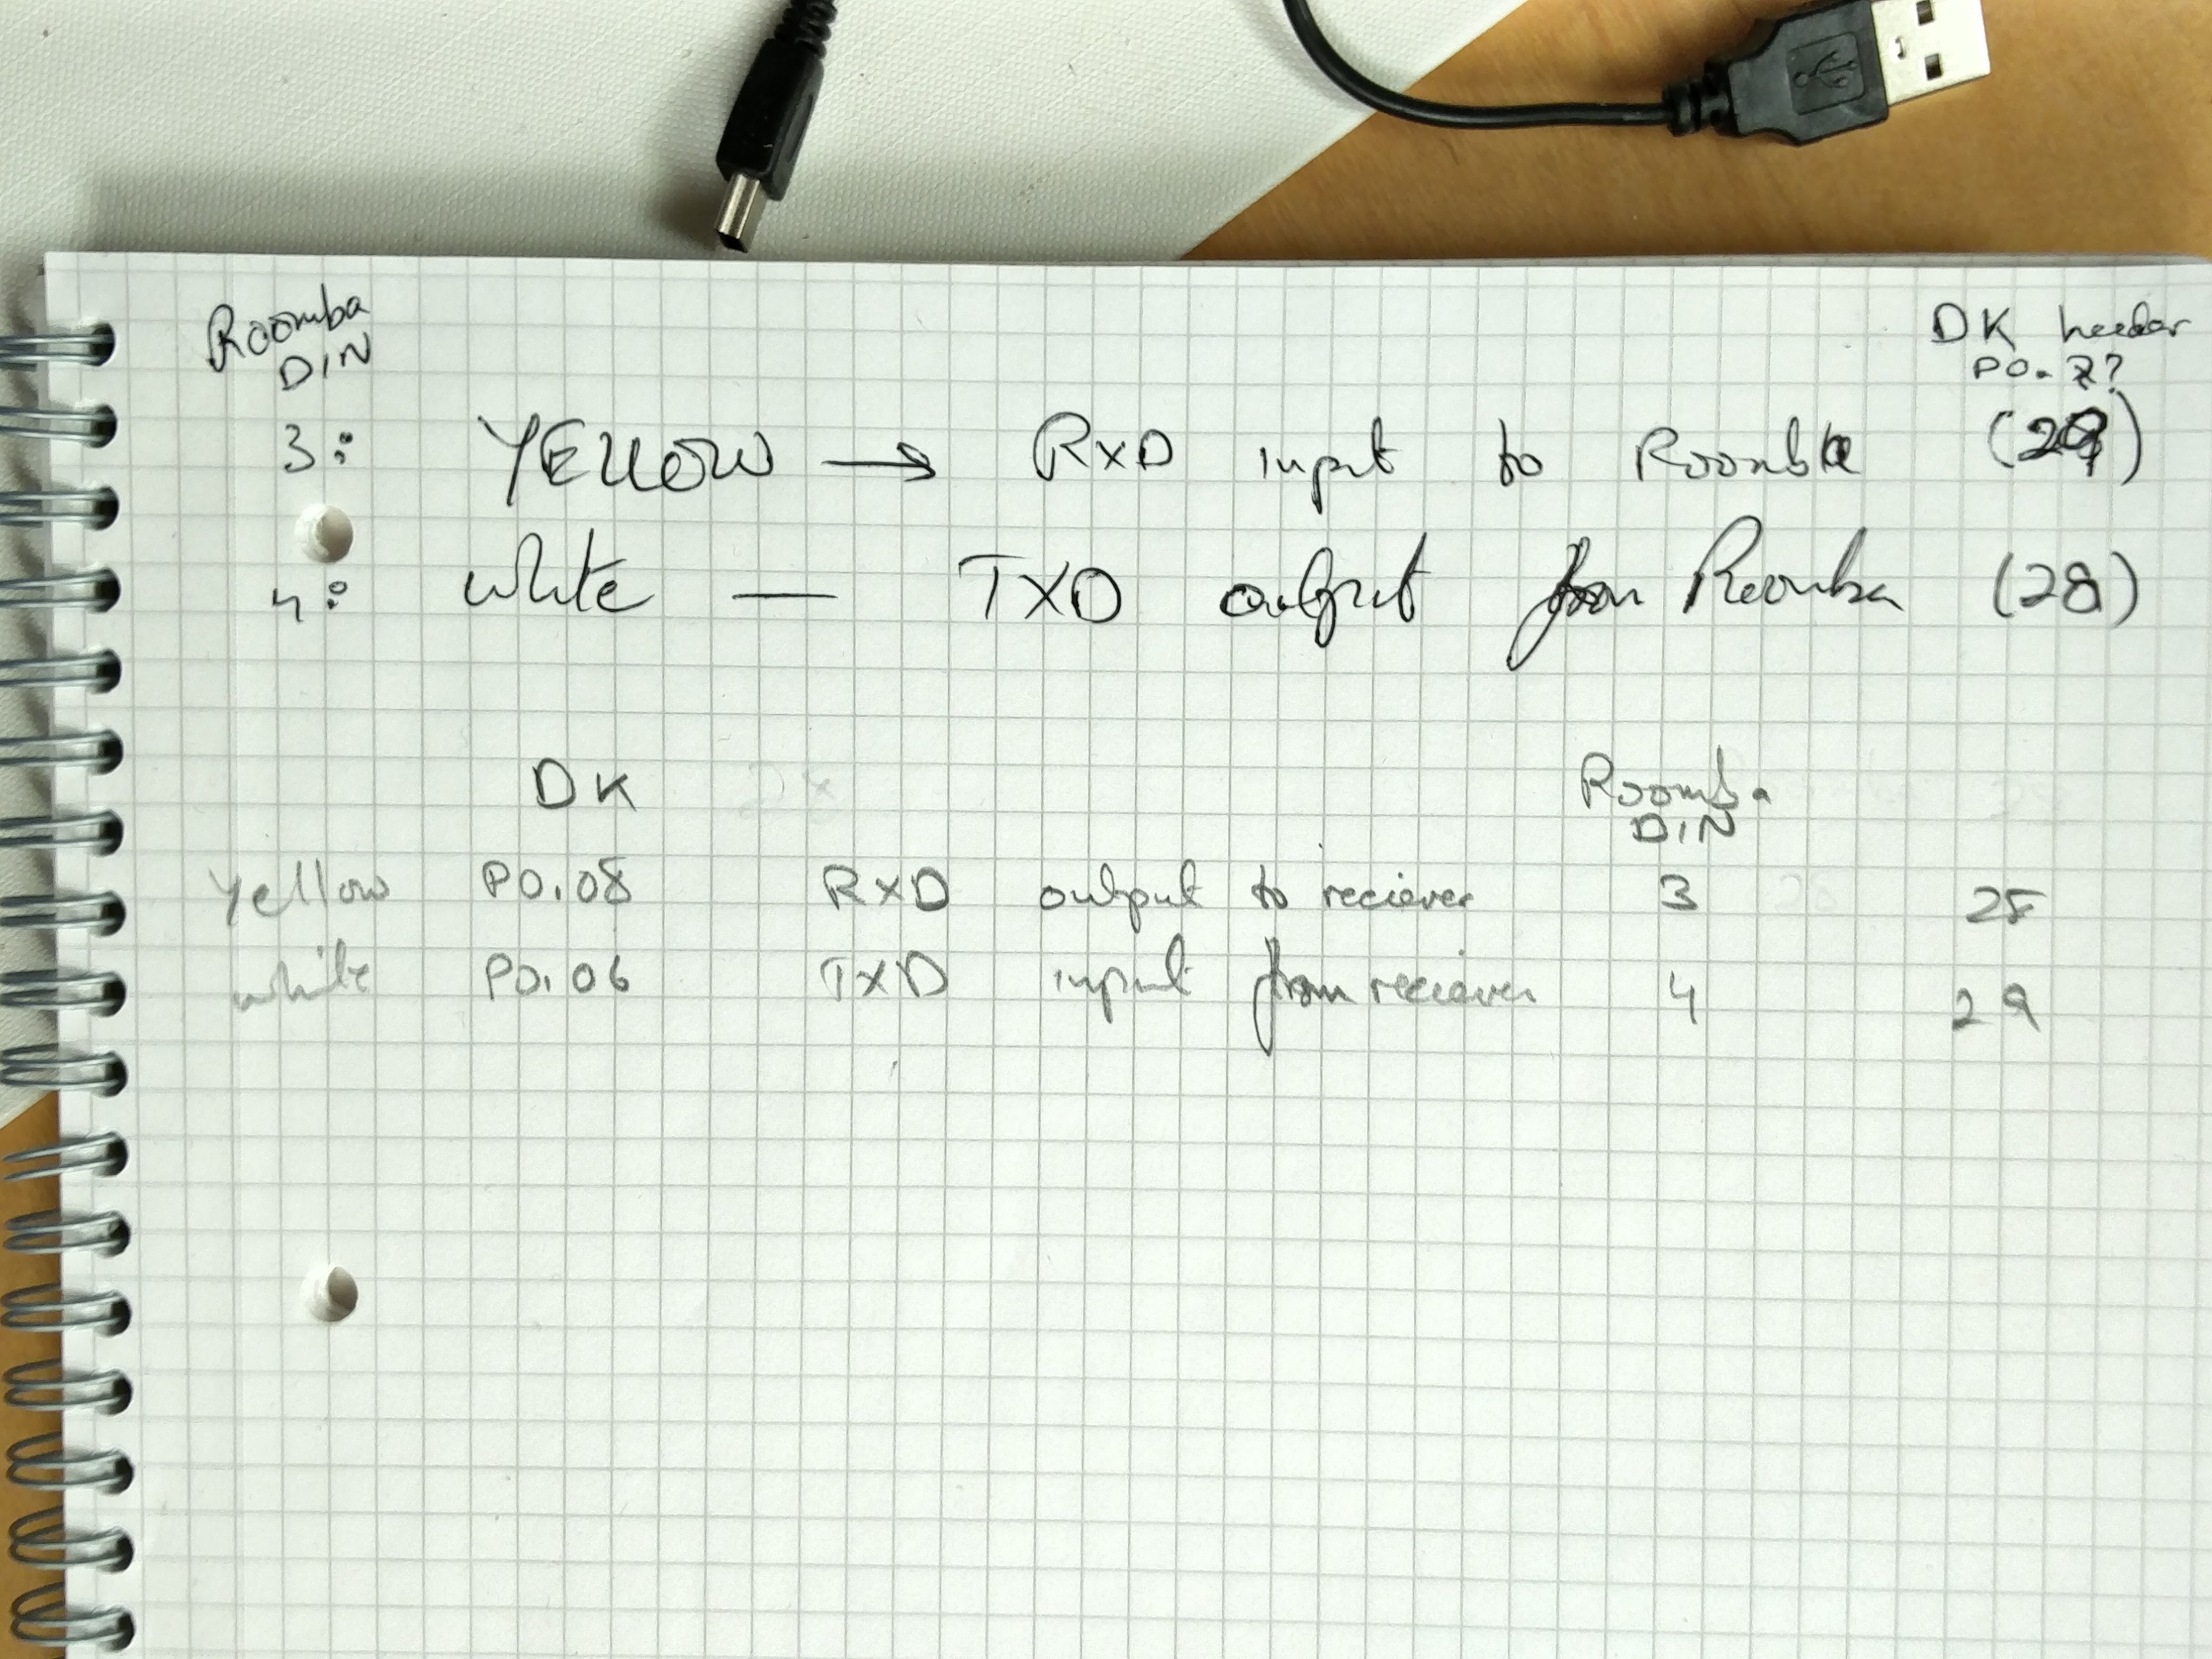 Roomba DIN
DK header
P0. ??
3: YEllow → RXD input to Roomba (29)
4: white — TXD output from Roomba (28)
DK
Roomba DIN
Yellow P0.08 RXD output to reciever 3 28
white P0.06 TXD input from reciever 4 29